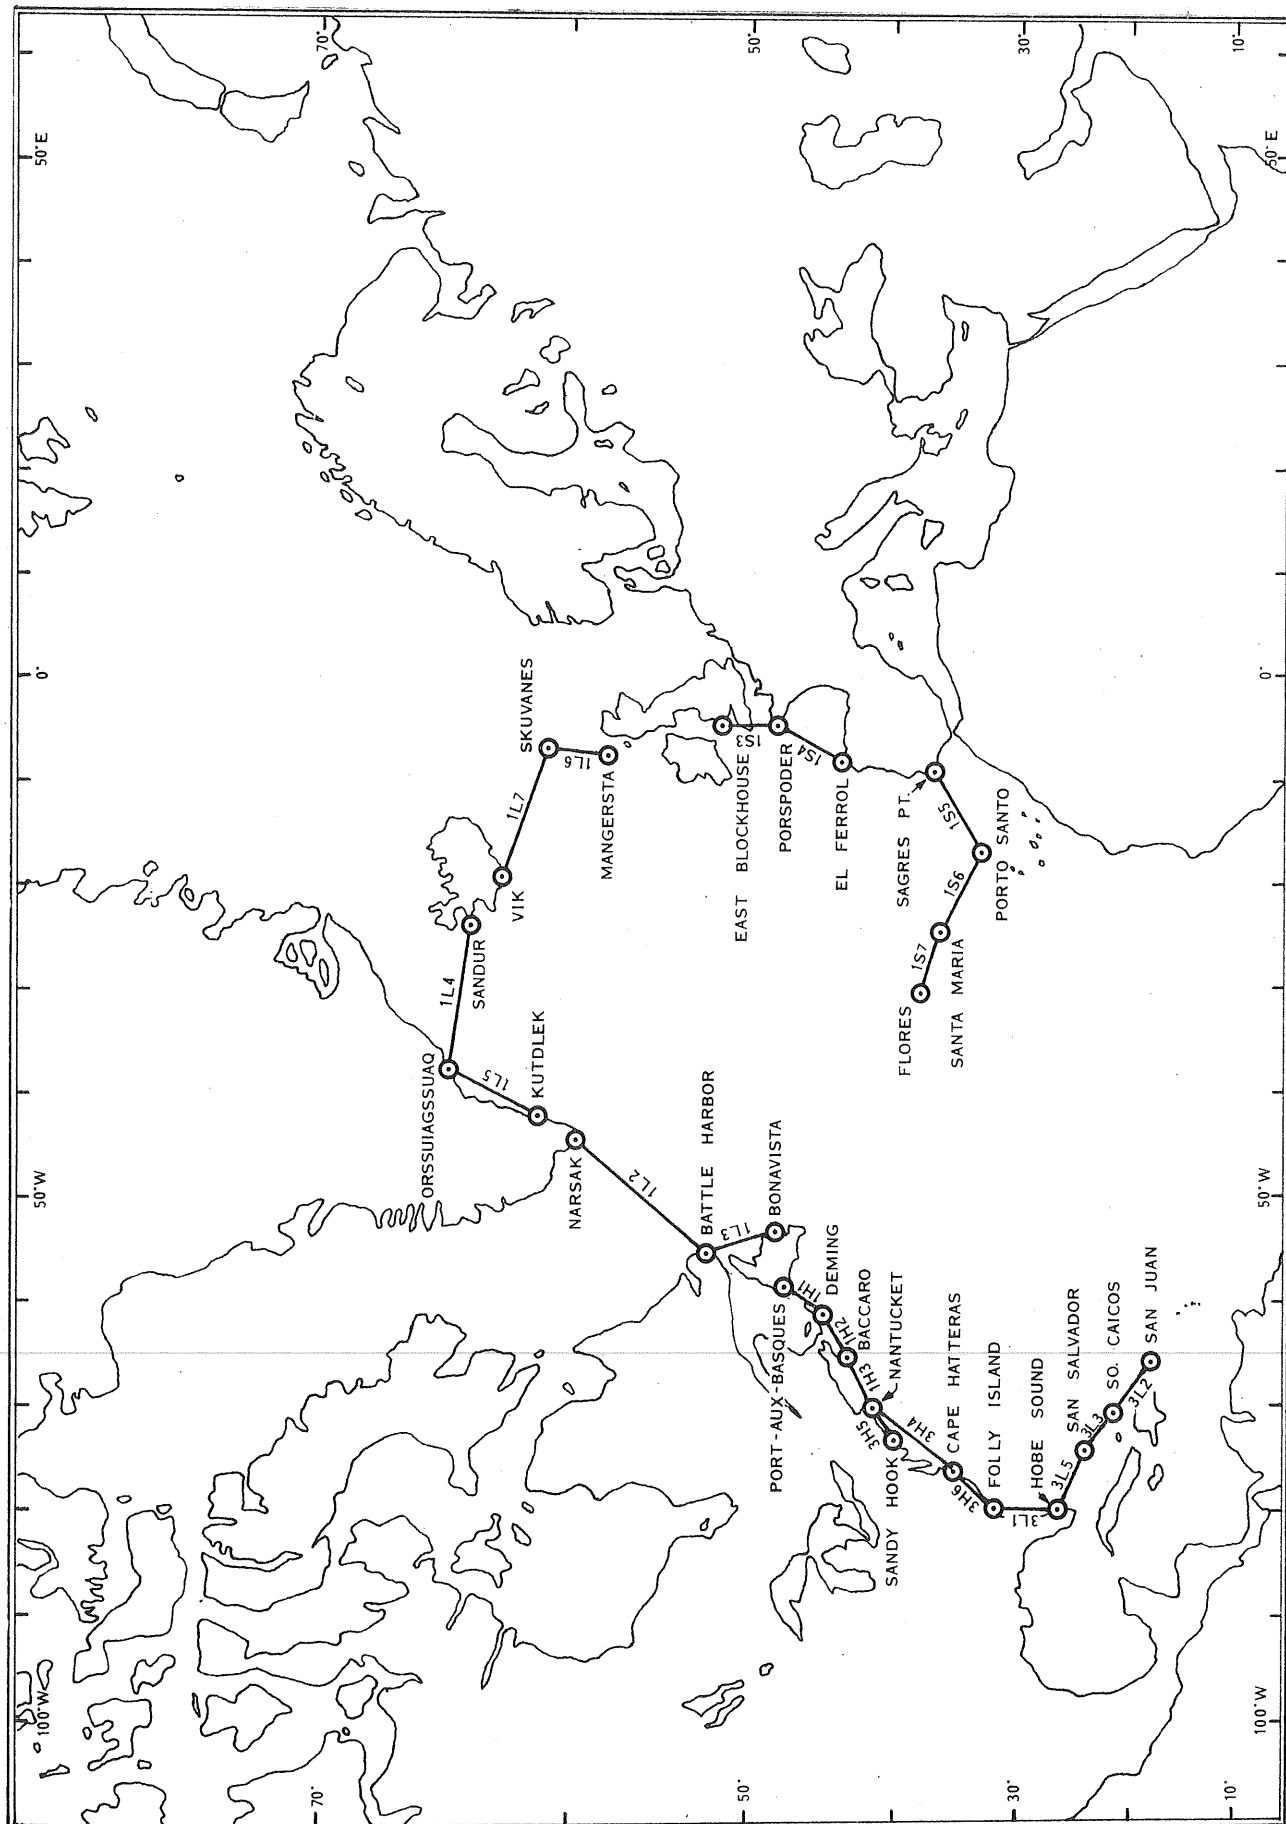 70°
50°
30°
10°
50°E
50°E
0°
0°
50°W
50°W
100°W
100°W
70°
50°
30°
10°
ORSSUIAGSSUAQ
1L4
SANDUR
VIK
1L7
SKUVANES
1L6
MANGERSTA
1L5
KUTDLEK
NARSAK
1L2
BATTLE HARBOR
1L3
BONAVISTA
EAST BLOCKHOUSE
1S3
PORSPODER
1S4
EL FERROL
SAGRES PT.
1S5
PORTO SANTO
1S6
SANTA MARIA
1S7
FLORES
PORT-AUX-BASQUES
1H1
DEMING
1H2
BACCARO
1H3
NANTUCKET
3H5
SANDY HOOK
3H4
CAPE HATTERAS
3H6
FOLLY ISLAND
3L1
HOBE SOUND
3L5
SAN SALVADOR
3L3
SO. CAICOS
3L2
SAN JUAN